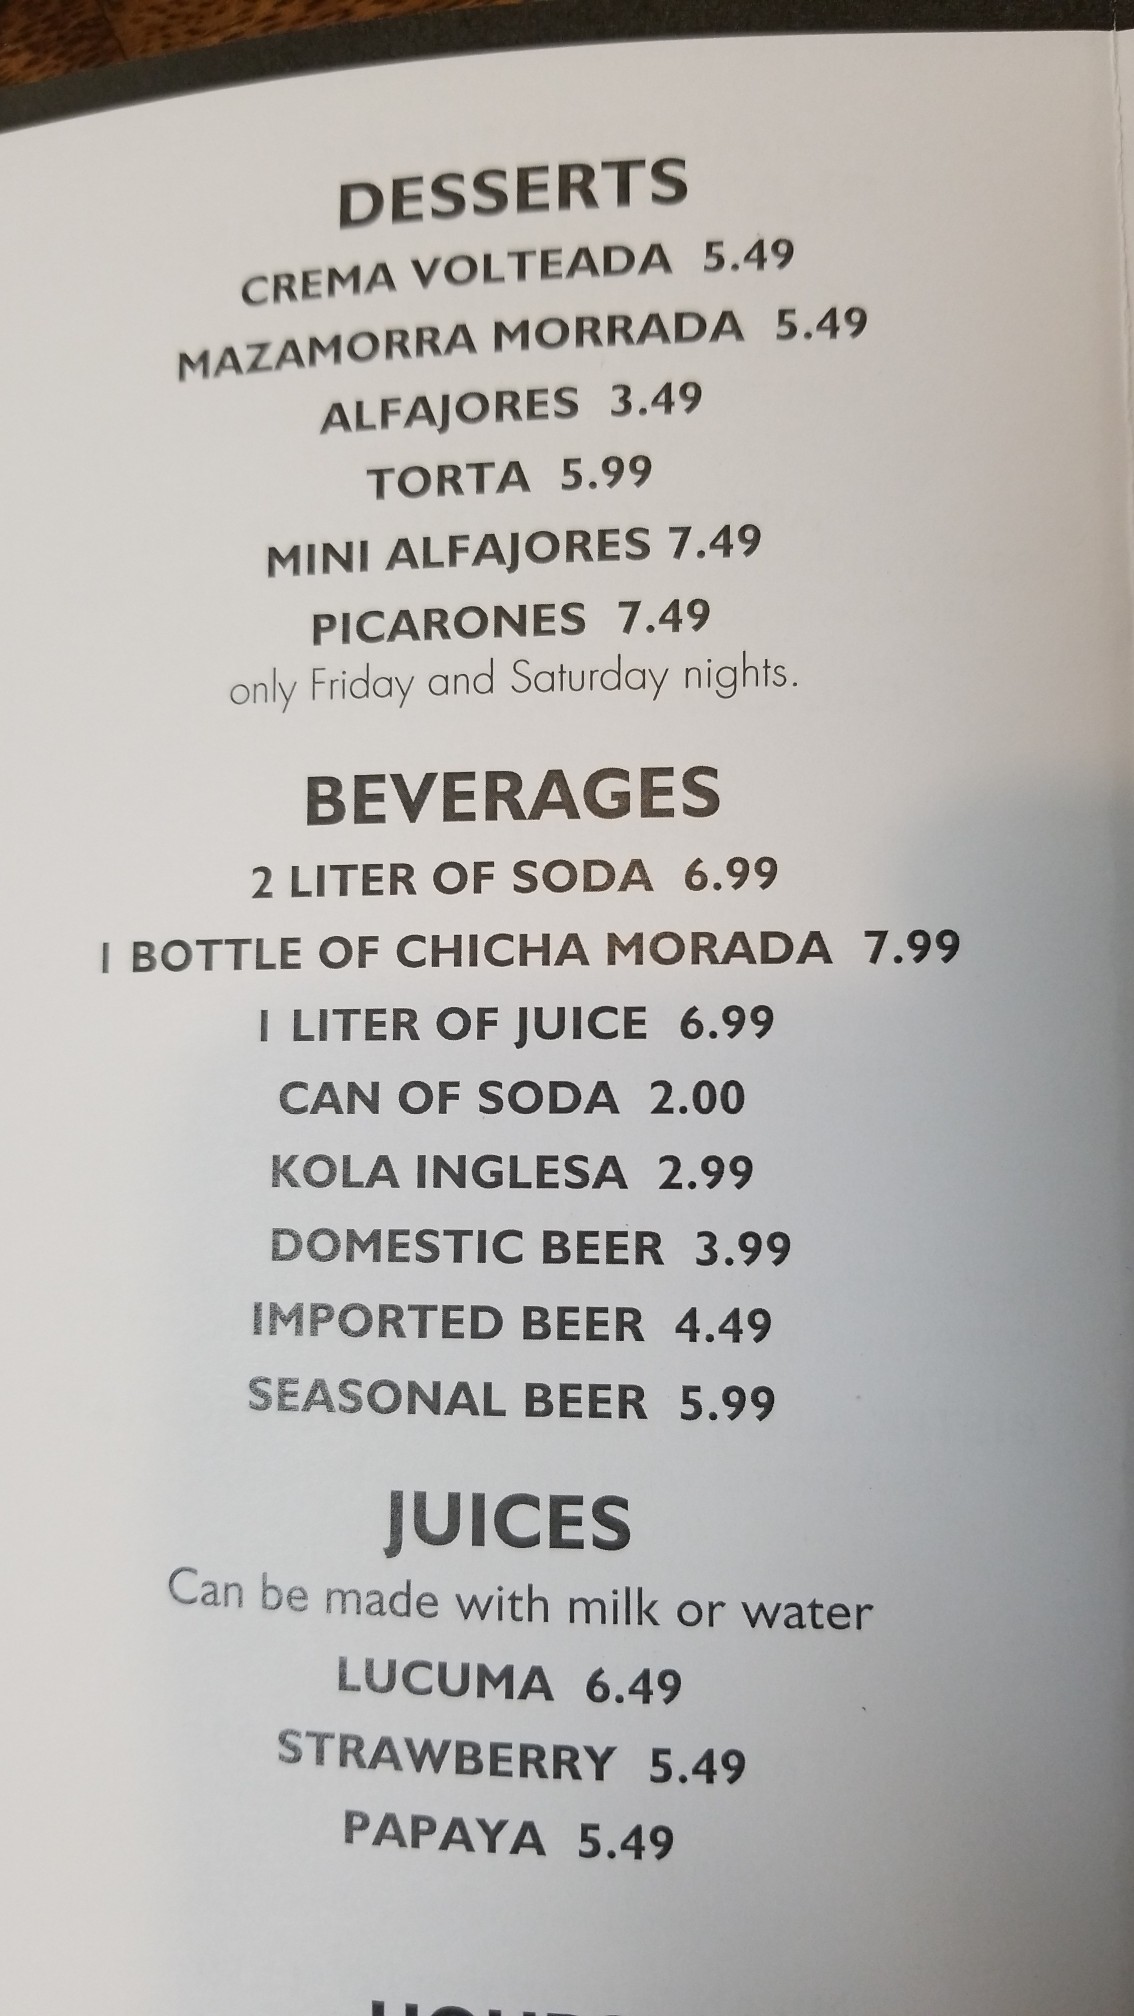 DESSERTS
CREMA VOLTEADA 5.49
MAZAMORRA MORRADA 5.49
ALFAJORES 3.49
TORTA 5.99
MINI ALFAJORES 7.49
PICARONES 7.49
only Friday and Saturday nights.
BEVERAGES
2 LITER OF SODA 6.99
1 BOTTLE OF CHICHA MORADA 7.99
1 LITER OF JUICE 6.99
CAN OF SODA 2.00
KOLA INGLESA 2.99
DOMESTIC BEER 3.99
IMPORTED BEER 4.49
SEASONAL BEER 5.99
JUICES
Can be made with milk or water
LUCUMA 6.49
STRAWBERRY 5.49
PAPAYA 5.49